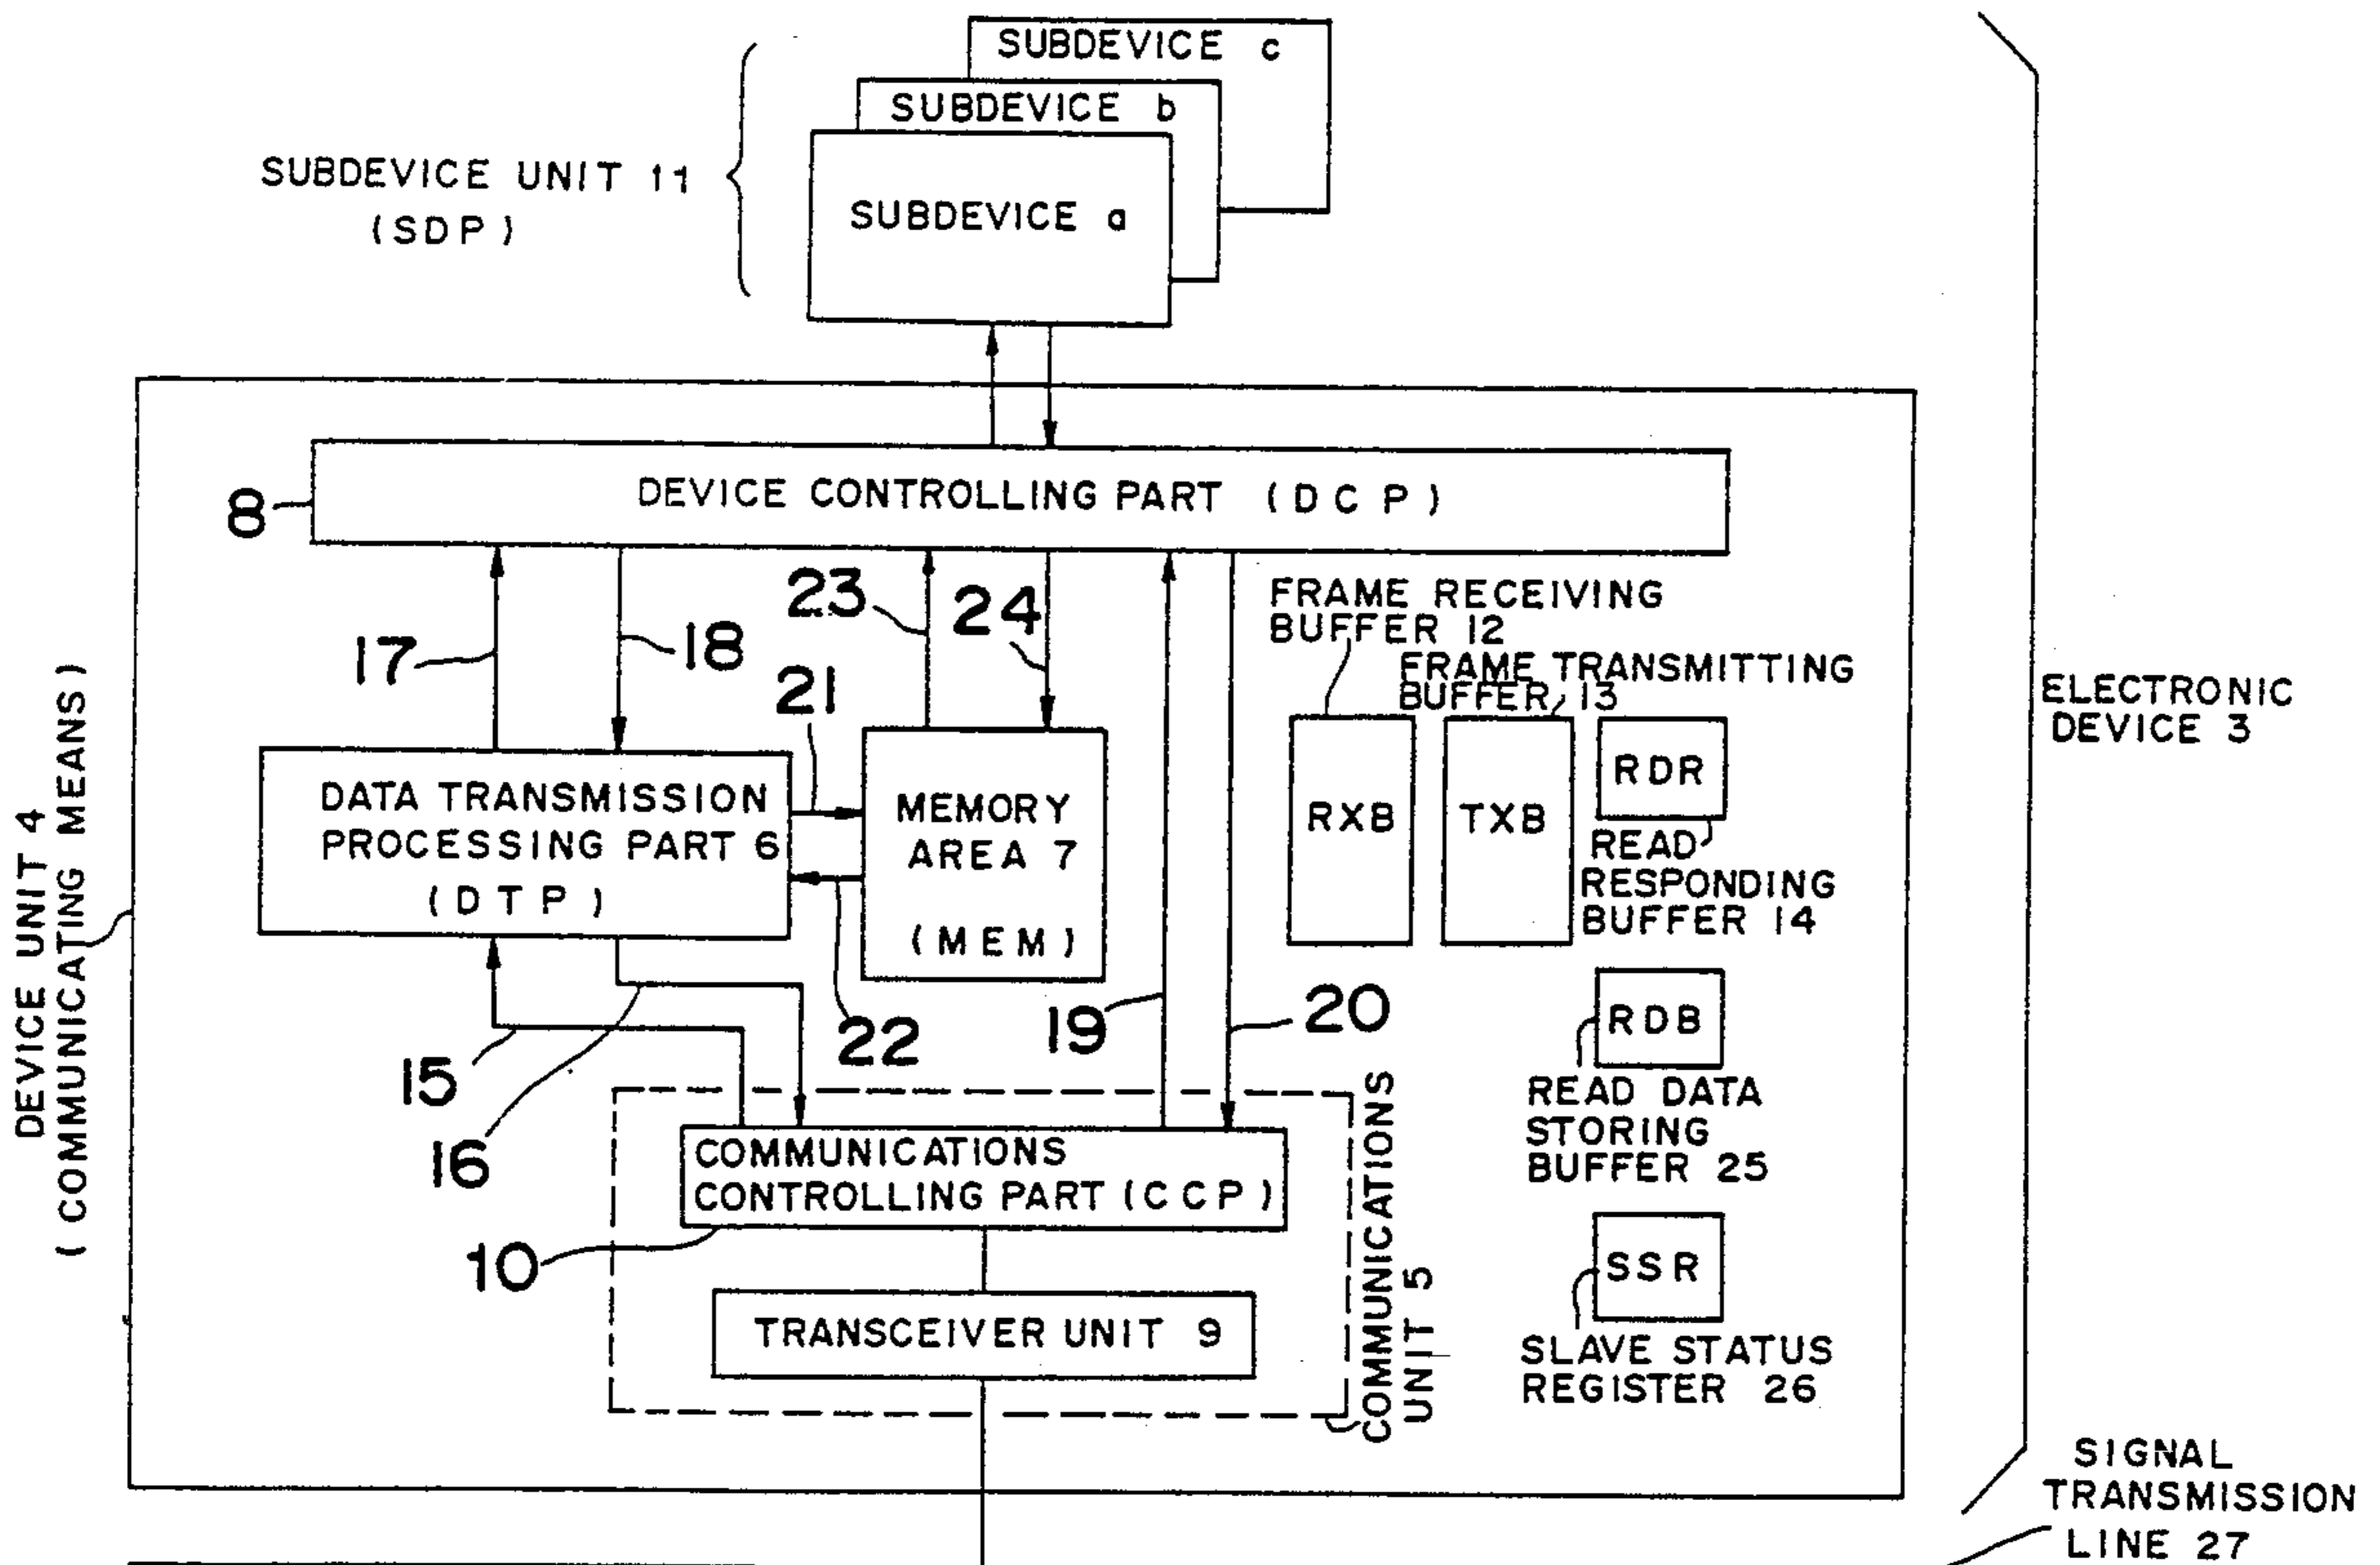 SUBDEVICE c
SUBDEVICE b
SUBDEVICE a
SUBDEVICE UNIT 11
(SDP)
DEVICE CONTROLLING PART (DCP)
8
17
18
23
24
21
FRAME RECEIVING
BUFFER 12
FRAME TRANSMITTING
BUFFER 13
ELECTRONIC
DEVICE 3
DATA TRANSMISSION
PROCESSING PART 6
(DTP)
MEMORY
AREA 7
(MEM)
RXB
TXB
RDR
READ
RESPONDING
BUFFER 14
DEVICE UNIT 4
(COMMUNICATING MEANS)
22
19
20
15
16
RDB
READ DATA
STORING
BUFFER 25
COMMUNICATIONS
CONTROLLING PART (CCP)
10
TRANSCEIVER UNIT 9
COMMUNICATIONS
UNIT 5
SSR
SLAVE STATUS
REGISTER 26
SIGNAL
TRANSMISSION
LINE 27